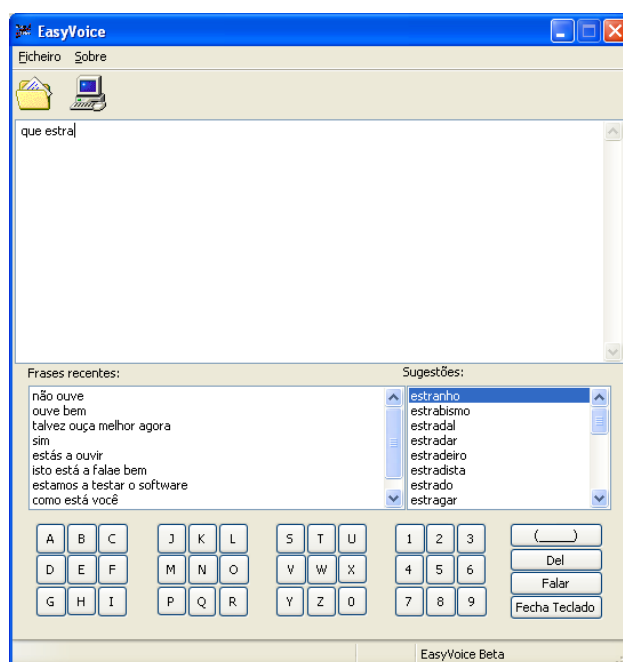 EasyVoice
Ficheiro Sobre
que estra
Frases recentes:
não ouve
ouve bem
talvez ouça melhor agora
sim
estás a ouvir
isto está a falae bem
estamos a testar o software
como está você
Sugestões:
estranho
estrabismo
estradal
estradar
estradeiro
estradista
estrado
estragar
A B C J K L S T U 1 2 3 (____)
D E F M N O V W X 4 5 6 Del
Falar
G H I P Q R Y Z 0 7 8 9 Fecha Teclado
EasyVoice Beta